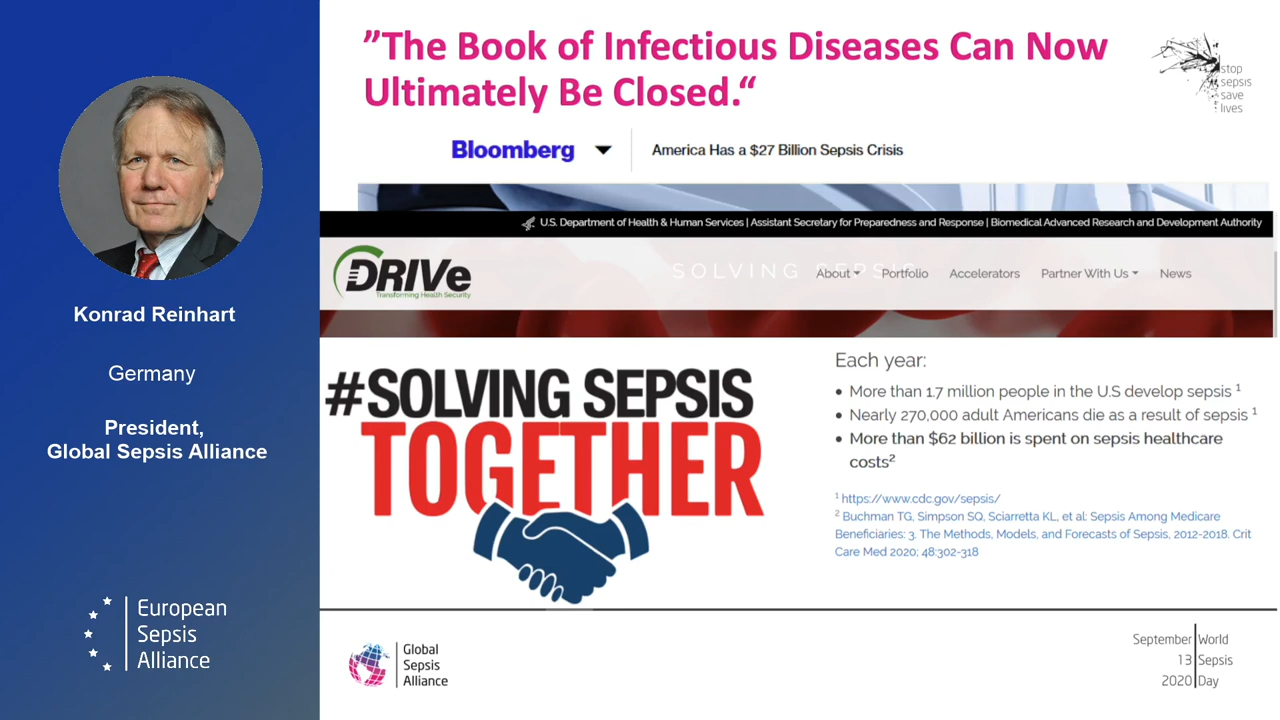 Konrad Reinhart
Germany
President,
Global Sepsis Alliance
European
Sepsis
Alliance
”The Book of Infectious Diseases Can Now
Ultimately Be Closed.“
stop
sepsis
save
lives
Bloomberg
America Has a $27 Billion Sepsis Crisis
U.S. Department of Health & Human Services | Assistant Secretary for Preparedness and Response | Biomedical Advanced Research and Development Authority
DRIVe
Transforming Health Security
SOLVING SEPSIS
About Portfolio Accelerators Partner With Us News
#SOLVING SEPSIS
TOGETHER
Each year:
• More than 1.7 million people in the U.S develop sepsis 1
• Nearly 270,000 adult Americans die as a result of sepsis 1
• More than $62 billion is spent on sepsis healthcare
costs2
1 https://www.cdc.gov/sepsis/
2 Buchman TG, Simpson SQ, Sciarretta KL, et al: Sepsis Among Medicare
Beneficiaries: 3. The Methods, Models, and Forecasts of Sepsis, 2012-2018. Crit
Care Med 2020; 48:302-318
Global
Sepsis
Alliance
September World
13 Sepsis
2020 Day